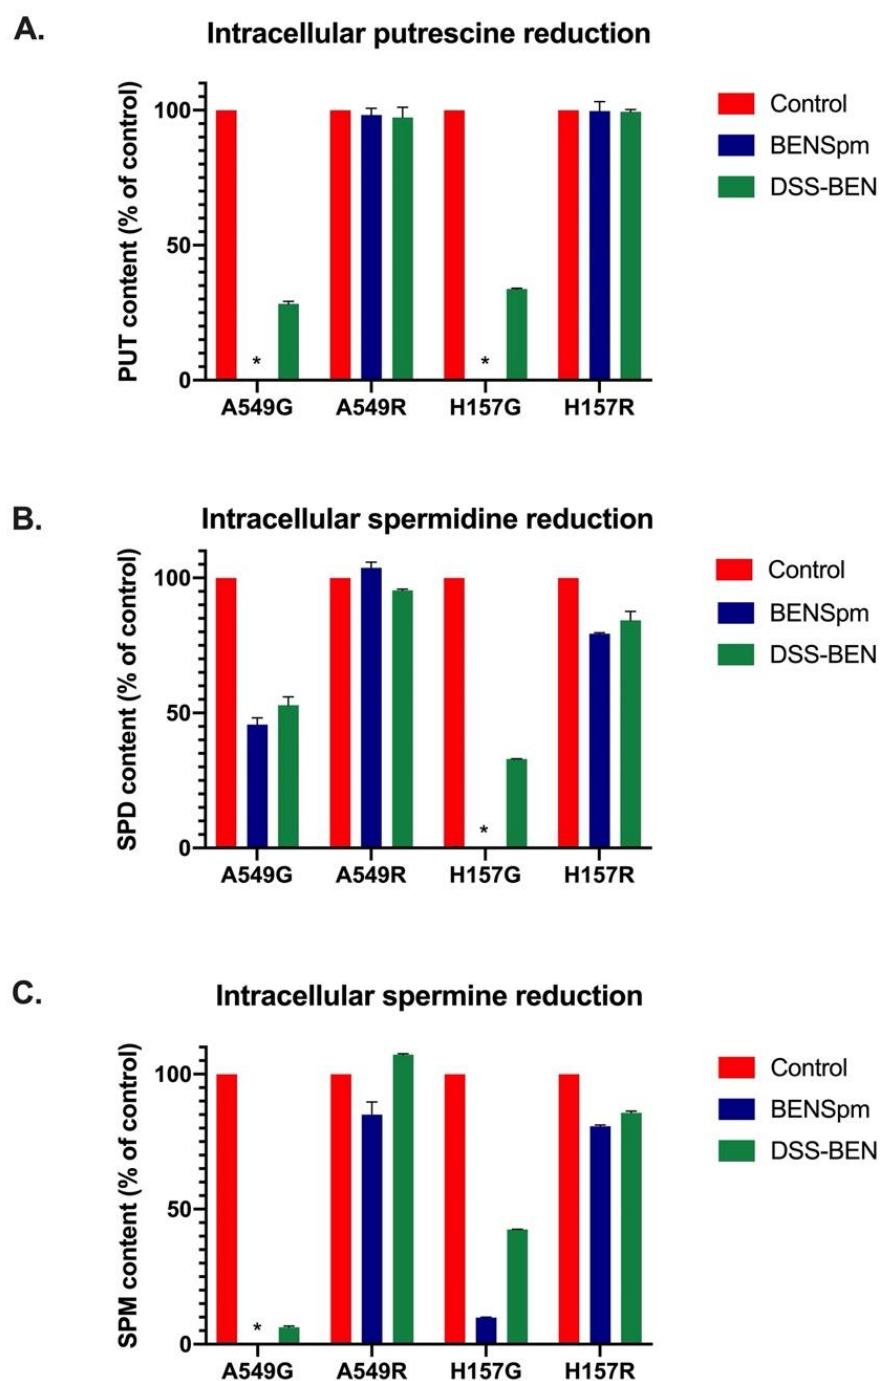 A.
Intracellular putrescine reduction
PUT content (% of control)
100
50
0
*
*
A549G A549R H157G H157R
Control
BENSpm
DSS-BEN
B.
Intracellular spermidine reduction
SPD content (% of control)
100
50
0
*
A549G A549R H157G H157R
Control
BENSpm
DSS-BEN
C.
Intracellular spermine reduction
SPM content (% of control)
100
50
0
*
A549G A549R H157G H157R
Control
BENSpm
DSS-BEN